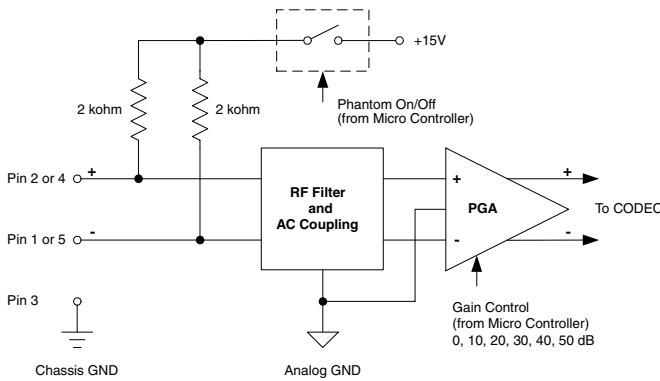 +15V
2 kohm
2 kohm
Phantom On/Off
(from Micro Controller)
Pin 2 or 4
+
RF Filter
and
AC Coupling
+
PGA
-
+
To CODEC
-
Pin 1 or 5
-
Pin 3
Gain Control
(from Micro Controller)
0, 10, 20, 30, 40, 50 dB
Chassis GND
Analog GND